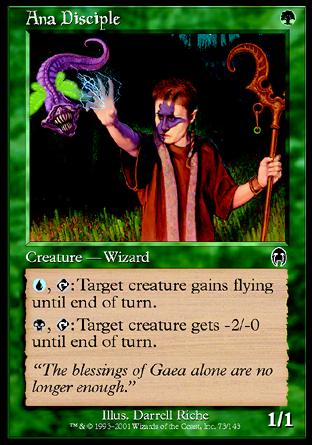 Ana Disciple
Creature — Wizard
, : Target creature gains flying
until end of turn.
, : Target creature gets -2/-0
until end of turn.
"The blessings of Gaea alone are no
longer enough."
Illus. Darrell Riche
™ & © 1993-2001 Wizards of the Coast, Inc. 73/143
1/1